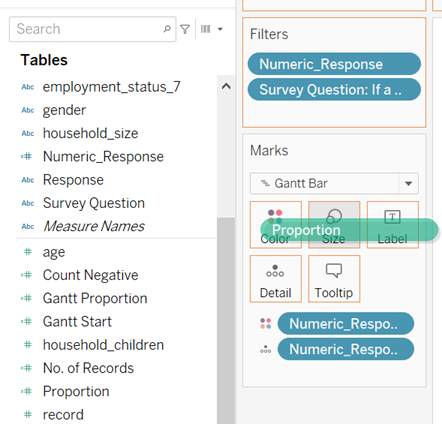 Search
Tables
Abc employment_status_7
Abc gender
Abc household_size
# Numeric_Response
Abc Response
Abc Survey Question
Abc Measure Names
# age
# Count Negative
# Gantt Proportion
# Gantt Start
# household_children
# No. of Records
# Proportion
# record
Filters
Numeric_Response
Survey Question: If a ..
Marks
Gantt Bar
Proportion
Color Size Label
Detail Tooltip
Numeric_Respo..
Numeric_Respo..